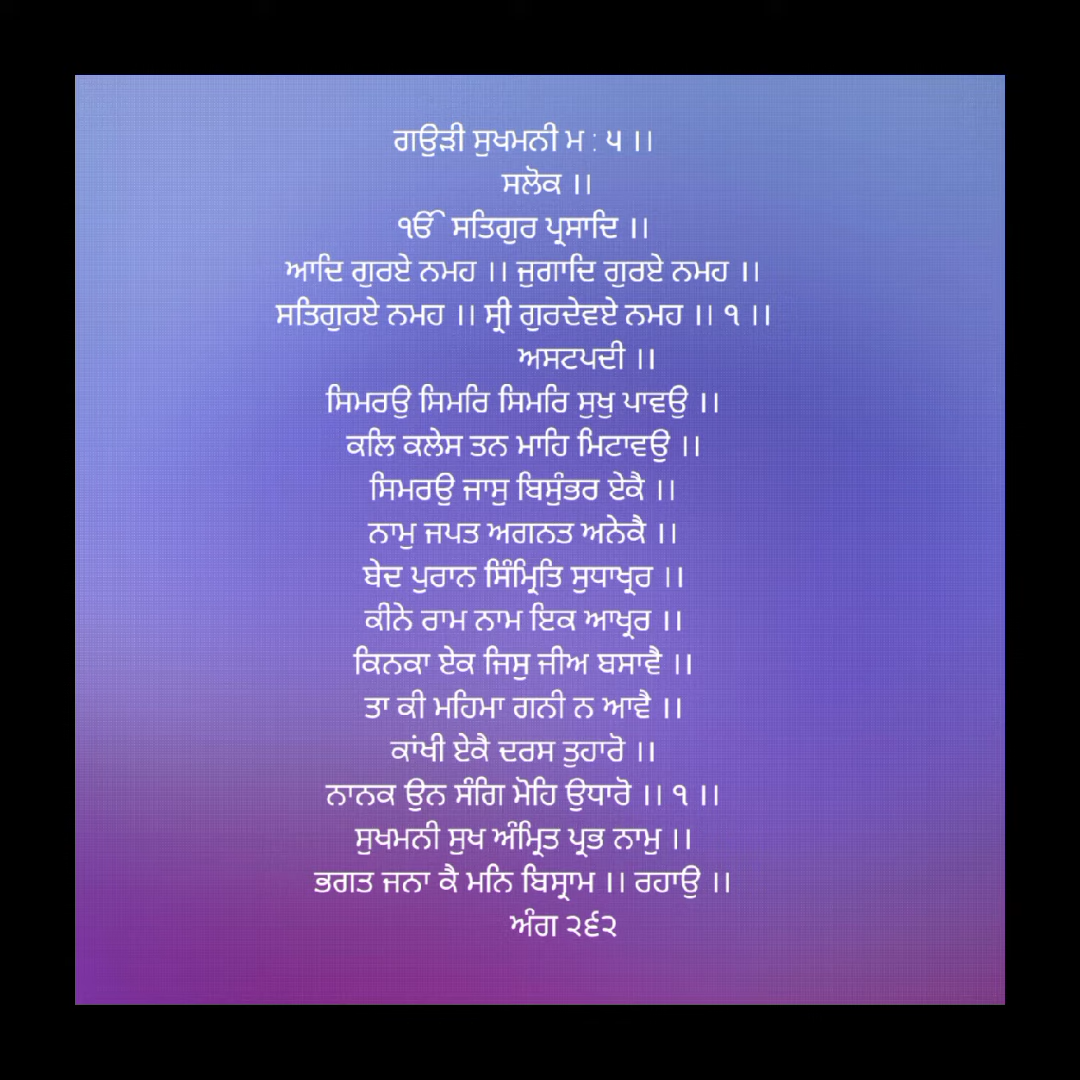 ਗਉੜੀ ਸੁਖਮਨੀ ਮ : ੫ ।।
ਸਲੋਕ ।।
ੴ ਸਤਿਗੁਰ ਪ੍ਰਸਾਦਿ ।।
ਆਦਿ ਗੁਰਏ ਨਮਹ ।। ਜੁਗਾਦਿ ਗੁਰਏ ਨਮਹ ।।
ਸਤਿਗੁਰਏ ਨਮਹ ।। ਸ੍ਰੀ ਗੁਰਦੇਵਏ ਨਮਹ ।। ੧ ।।
ਅਸਟਪਦੀ ।।
ਸਿਮਰਉ ਸਿਮਰਿ ਸਿਮਰਿ ਸੁਖੁ ਪਾਵਉ ।।
ਕਲਿ ਕਲੇਸ ਤਨ ਮਾਹਿ ਮਿਟਾਵਉ ।।
ਸਿਮਰਉ ਜਾਸੁ ਬਿਸੁੰਭਰ ਏਕੈ ।।
ਨਾਮੁ ਜਪਤ ਅਗਨਤ ਅਨੇਕੈ ।।
ਬੇਦ ਪੁਰਾਨ ਸਿੰਮ੍ਰਿਤਿ ਸੁਧਾਖ੍ਰਰ ।।
ਕੀਨੇ ਰਾਮ ਨਾਮ ਇਕ ਆਖ੍ਰਰ ।।
ਕਿਨਕਾ ਏਕ ਜਿਸੁ ਜੀਅ ਬਸਾਵੈ ।।
ਤਾ ਕੀ ਮਹਿਮਾ ਗਨੀ ਨ ਆਵੈ ।।
ਕਾਂਖੀ ਏਕੈ ਦਰਸ ਤੁਹਾਰੋ ।।
ਨਾਨਕ ਉਨ ਸੰਗਿ ਮੋਹਿ ਉਧਾਰੋ ।। ੧ ।।
ਸੁਖਮਨੀ ਸੁਖ ਅੰਮ੍ਰਿਤ ਪ੍ਰਭ ਨਾਮੁ ।।
ਭਗਤ ਜਨਾ ਕੈ ਮਨਿ ਬਿਸ੍ਰਾਮ ।। ਰਹਾਉ ।।
ਅੰਗ ੨੬੨